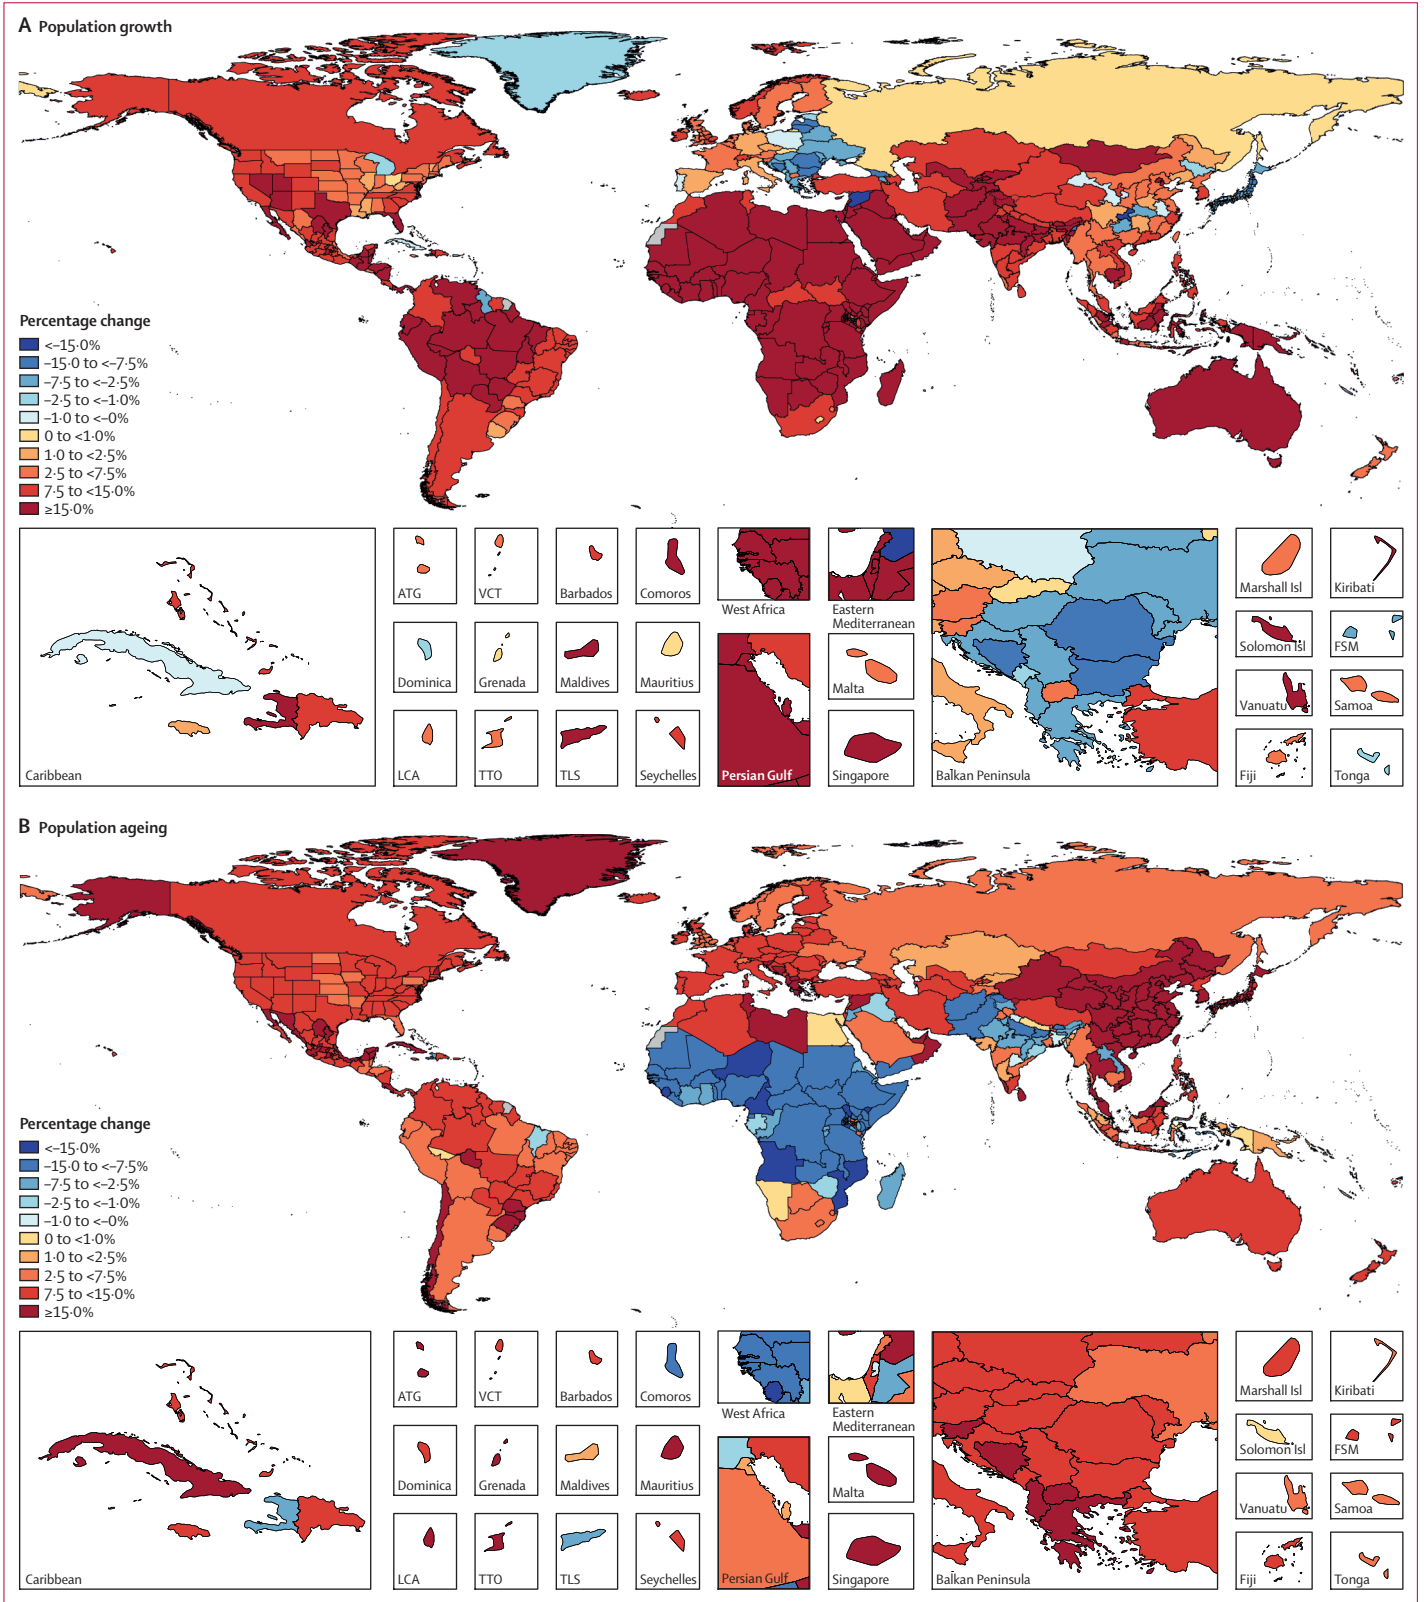 A Population growth
Percentage change
<–15·0%
–15·0 to <–7·5%
–7·5 to <–2·5%
–2·5 to <–1·0%
–1·0 to <–0%
0 to <1·0%
1·0 to <2·5%
2·5 to <7·5%
7·5 to <15·0%
≥15·0%
Caribbean
ATG
VCT
Barbados
Comoros
Dominica
Grenada
Maldives
Mauritius
LCA
TTO
TLS
Seychelles
West Africa
Eastern
Mediterranean
Persian Gulf
Malta
Singapore
Balkan Peninsula
Marshall Isl
Kiribati
Solomon Isl
FSM
Vanuatu
Samoa
Fiji
Tonga
B Population ageing
Percentage change
<–15·0%
–15·0 to <–7·5%
–7·5 to <–2·5%
–2·5 to <–1·0%
–1·0 to <–0%
0 to <1·0%
1·0 to <2·5%
2·5 to <7·5%
7·5 to <15·0%
≥15·0%
Caribbean
ATG
VCT
Barbados
Comoros
Dominica
Grenada
Maldives
Mauritius
LCA
TTO
TLS
Seychelles
West Africa
Eastern
Mediterranean
Persian Gulf
Malta
Singapore
Balkan Peninsula
Marshall Isl
Kiribati
Solomon Isl
FSM
Vanuatu
Samoa
Fiji
Tonga